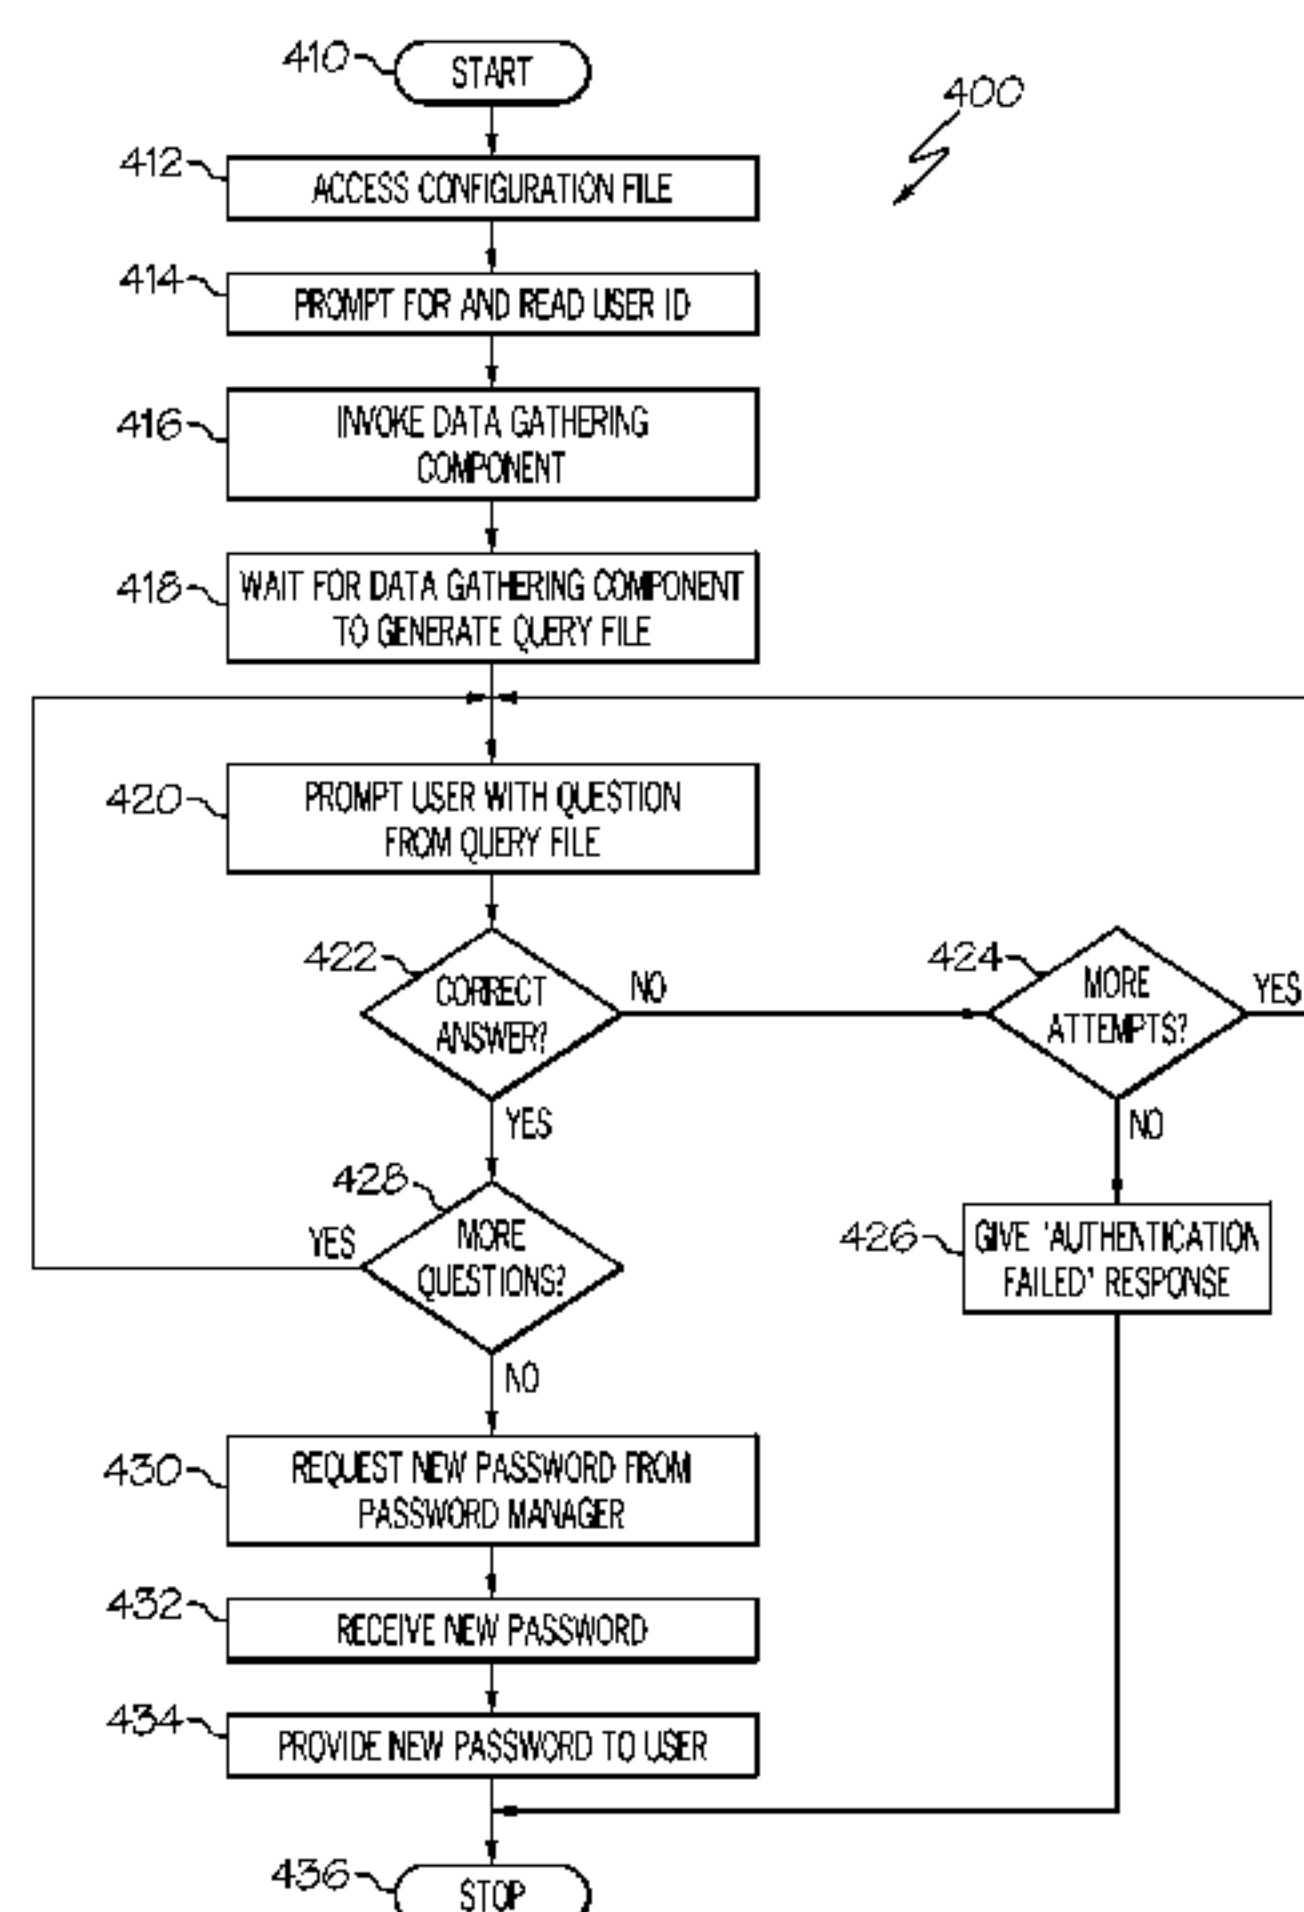 410
START
400
412
ACCESS CONFIGURATION FILE
414
PROMPT FOR AND READ USER ID
416
INVOKE DATA GATHERING
COMPONENT
418
WAIT FOR DATA GATHERING COMPONENT
TO GENERATE QUERY FILE
420
PROMPT USER WITH QUESTION
FROM QUERY FILE
422
CORRECT
ANSWER?
NO
424
MORE
ATTEMPTS?
YES
YES
NO
428
MORE
QUESTIONS?
YES
426
GIVE 'AUTHENTICATION
FAILED' RESPONSE
NO
430
REQUEST NEW PASSWORD FROM
PASSWORD MANAGER
432
RECEIVE NEW PASSWORD
434
PROVIDE NEW PASSWORD TO USER
436
STOP